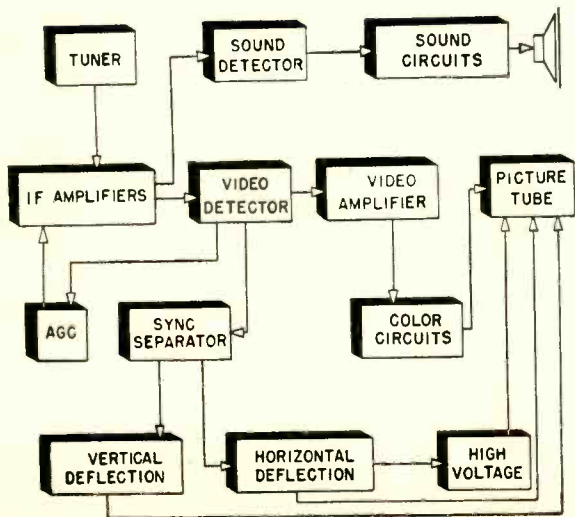 TUNER
SOUND
DETECTOR
SOUND
CIRCUITS
IF AMPLIFIERS
VIDEO
DETECTOR
VIDEO
AMPLIFIER
PICTURE
TUBE
AGC
SYNC
SEPARATOR
COLOR
CIRCUITS
VERTICAL
DEFLECTION
HORIZONTAL
DEFLECTION
HIGH
VOLTAGE